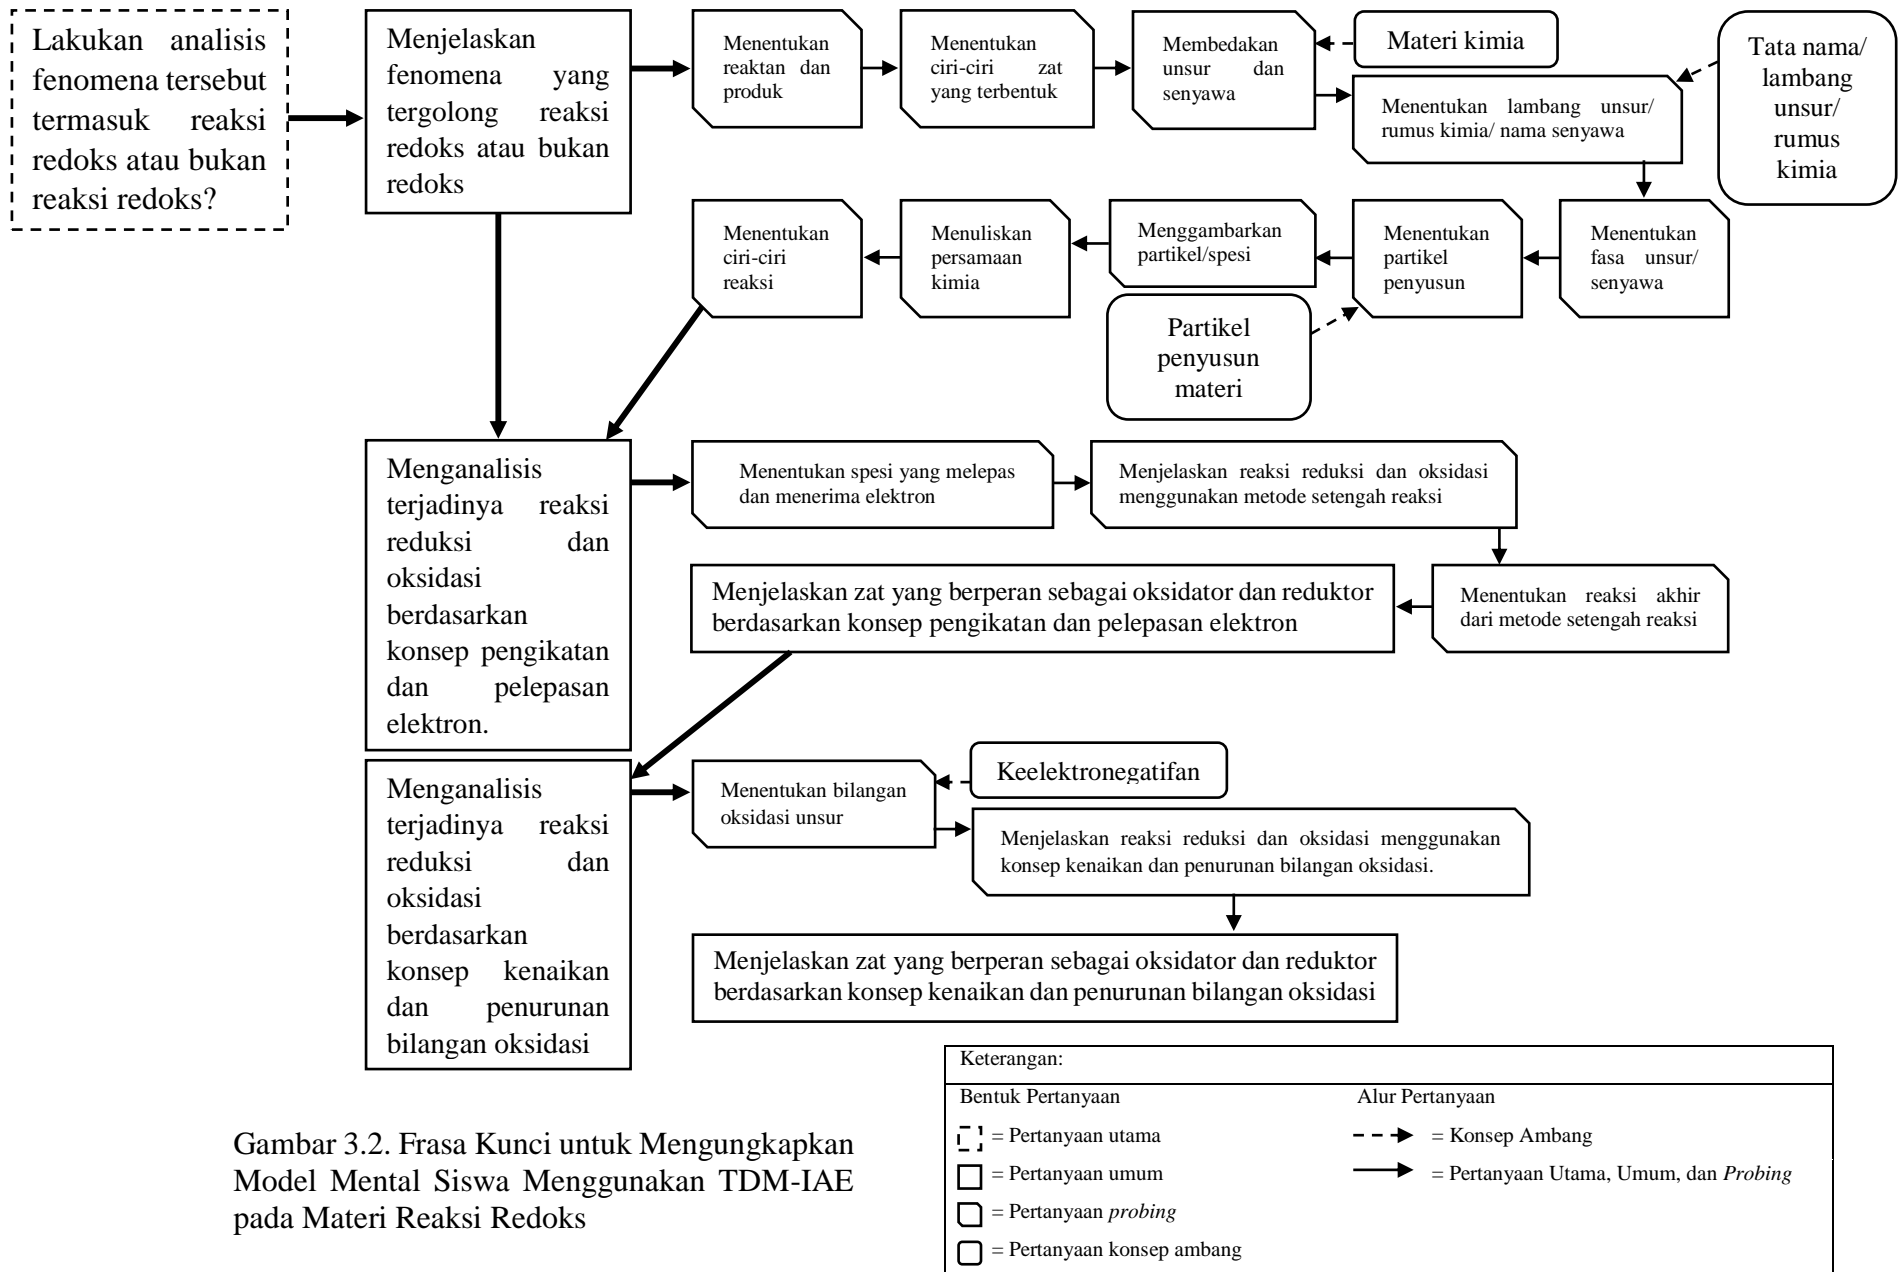 Lakukan analisis
fenomena tersebut
termasuk reaksi
redoks atau bukan
reaksi redoks?
Menjelaskan
fenomena yang
tergolong reaksi
redoks atau bukan
redoks
Menentukan
reaktan dan
produk
Menentukan
ciri-ciri zat
yang terbentuk
Membedakan
unsur dan
senyawa
Materi kimia
Menentukan lambang unsur/
rumus kimia/ nama senyawa
Tata nama/
lambang
unsur/
rumus
kimia
Menentukan
fasa unsur/
senyawa
Menentukan
partikel
penyusun
Partikel
penyusun
materi
Menggambarkan
partikel/spesi
Menuliskan
persamaan
kimia
Menentukan
ciri-ciri
reaksi
Menganalisis
terjadinya reaksi
reduksi dan
oksidasi
berdasarkan
konsep pengikatan
dan pelepasan
elektron.
Menentukan spesi yang melepas
dan menerima elektron
Menjelaskan reaksi reduksi dan oksidasi
menggunakan metode setengah reaksi
Menentukan reaksi akhir
dari metode setengah reaksi
Menjelaskan zat yang berperan sebagai oksidator dan reduktor
berdasarkan konsep pengikatan dan pelepasan elektron
Menganalisis
terjadinya reaksi
reduksi dan
oksidasi
berdasarkan
konsep kenaikan
dan penurunan
bilangan oksidasi
Menentukan bilangan
oksidasi unsur
Keelektronegatifan
Menjelaskan reaksi reduksi dan oksidasi menggunakan
konsep kenaikan dan penurunan bilangan oksidasi.
Menjelaskan zat yang berperan sebagai oksidator dan reduktor
berdasarkan konsep kenaikan dan penurunan bilangan oksidasi
Keterangan:
Bentuk Pertanyaan
= Pertanyaan utama
= Pertanyaan umum
= Pertanyaan probing
= Pertanyaan konsep ambang
Alur Pertanyaan
= Konsep Ambang
= Pertanyaan Utama, Umum, dan Probing
Gambar 3.2. Frasa Kunci untuk Mengungkapkan
Model Mental Siswa Menggunakan TDM-IAE
pada Materi Reaksi Redoks